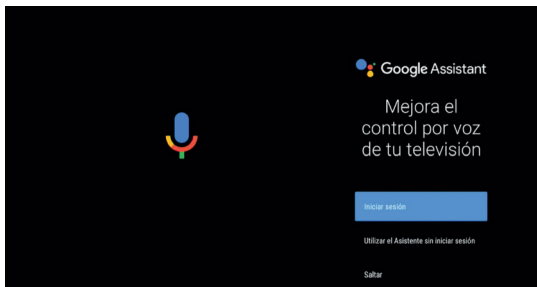 Google Assistant
Mejora el
control por voz
de tu televisión
Iniciar sesión
Utilizar el Asistente sin iniciar sesión
Saltar